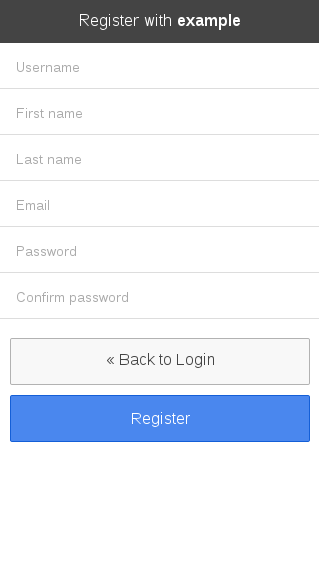 Register with example
Username
First name
Last name
Email
Password
Confirm password
« Back to Login
Register